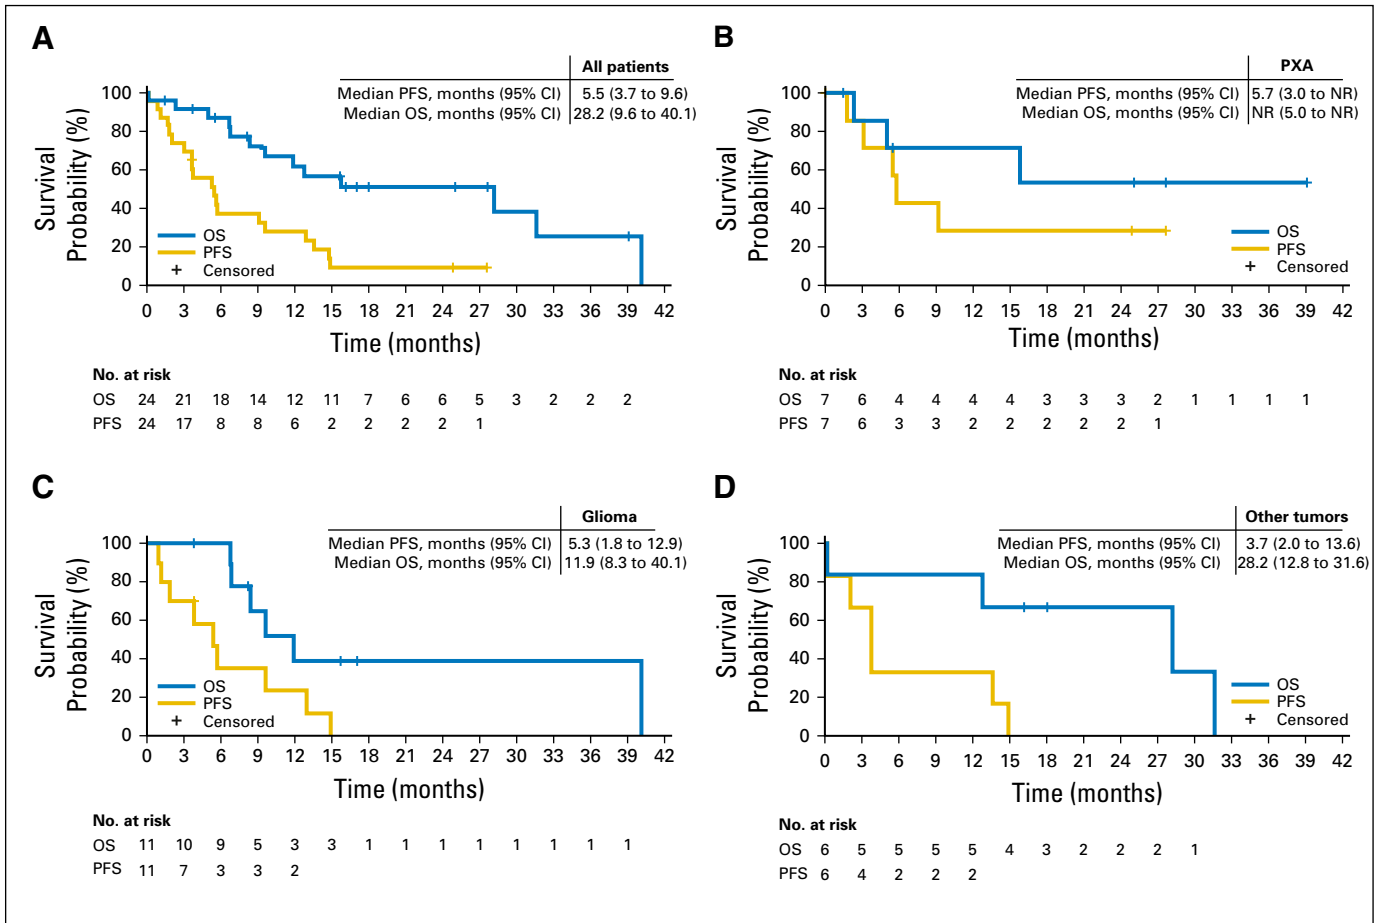 A
All patients
Median PFS, months (95% CI) 5.5 (3.7 to 9.6)
Median OS, months (95% CI) 28.2 (9.6 to 40.1)
Survival
Probability (%)
100
80
60
40
20
0
OS
PFS
+ Censored
0 3 6 9 12 15 18 21 24 27 30 33 36 39 42
Time (months)
No. at risk
OS 24 21 18 14 12 11 7 6 6 5 3 2 2 2
PFS 24 17 8 8 6 2 2 2 2 1
B
PXA
Median PFS, months (95% CI) 5.7 (3.0 to NR)
Median OS, months (95% CI) NR (5.0 to NR)
Survival
Probability (%)
100
80
60
40
20
0
OS
PFS
+ Censored
0 3 6 9 12 15 18 21 24 27 30 33 36 39 42
Time (months)
No. at risk
OS 7 6 4 4 4 4 3 3 3 2 1 1 1 1
PFS 7 6 3 3 2 2 2 2 2 1
C
Glioma
Median PFS, months (95% CI) 5.3 (1.8 to 12.9)
Median OS, months (95% CI) 11.9 (8.3 to 40.1)
Survival
Probability (%)
100
80
60
40
20
0
OS
PFS
+ Censored
0 3 6 9 12 15 18 21 24 27 30 33 36 39 42
Time (months)
No. at risk
OS 11 10 9 5 3 3 1 1 1 1 1 1 1 1
PFS 11 7 3 3 2
D
Other tumors
Median PFS, months (95% CI) 3.7 (2.0 to 13.6)
Median OS, months (95% CI) 28.2 (12.8 to 31.6)
Survival
Probability (%)
100
80
60
40
20
0
OS
PFS
+ Censored
0 3 6 9 12 15 18 21 24 27 30 33 36 39 42
Time (months)
No. at risk
OS 6 5 5 5 5 4 3 2 2 2 1
PFS 6 4 2 2 2